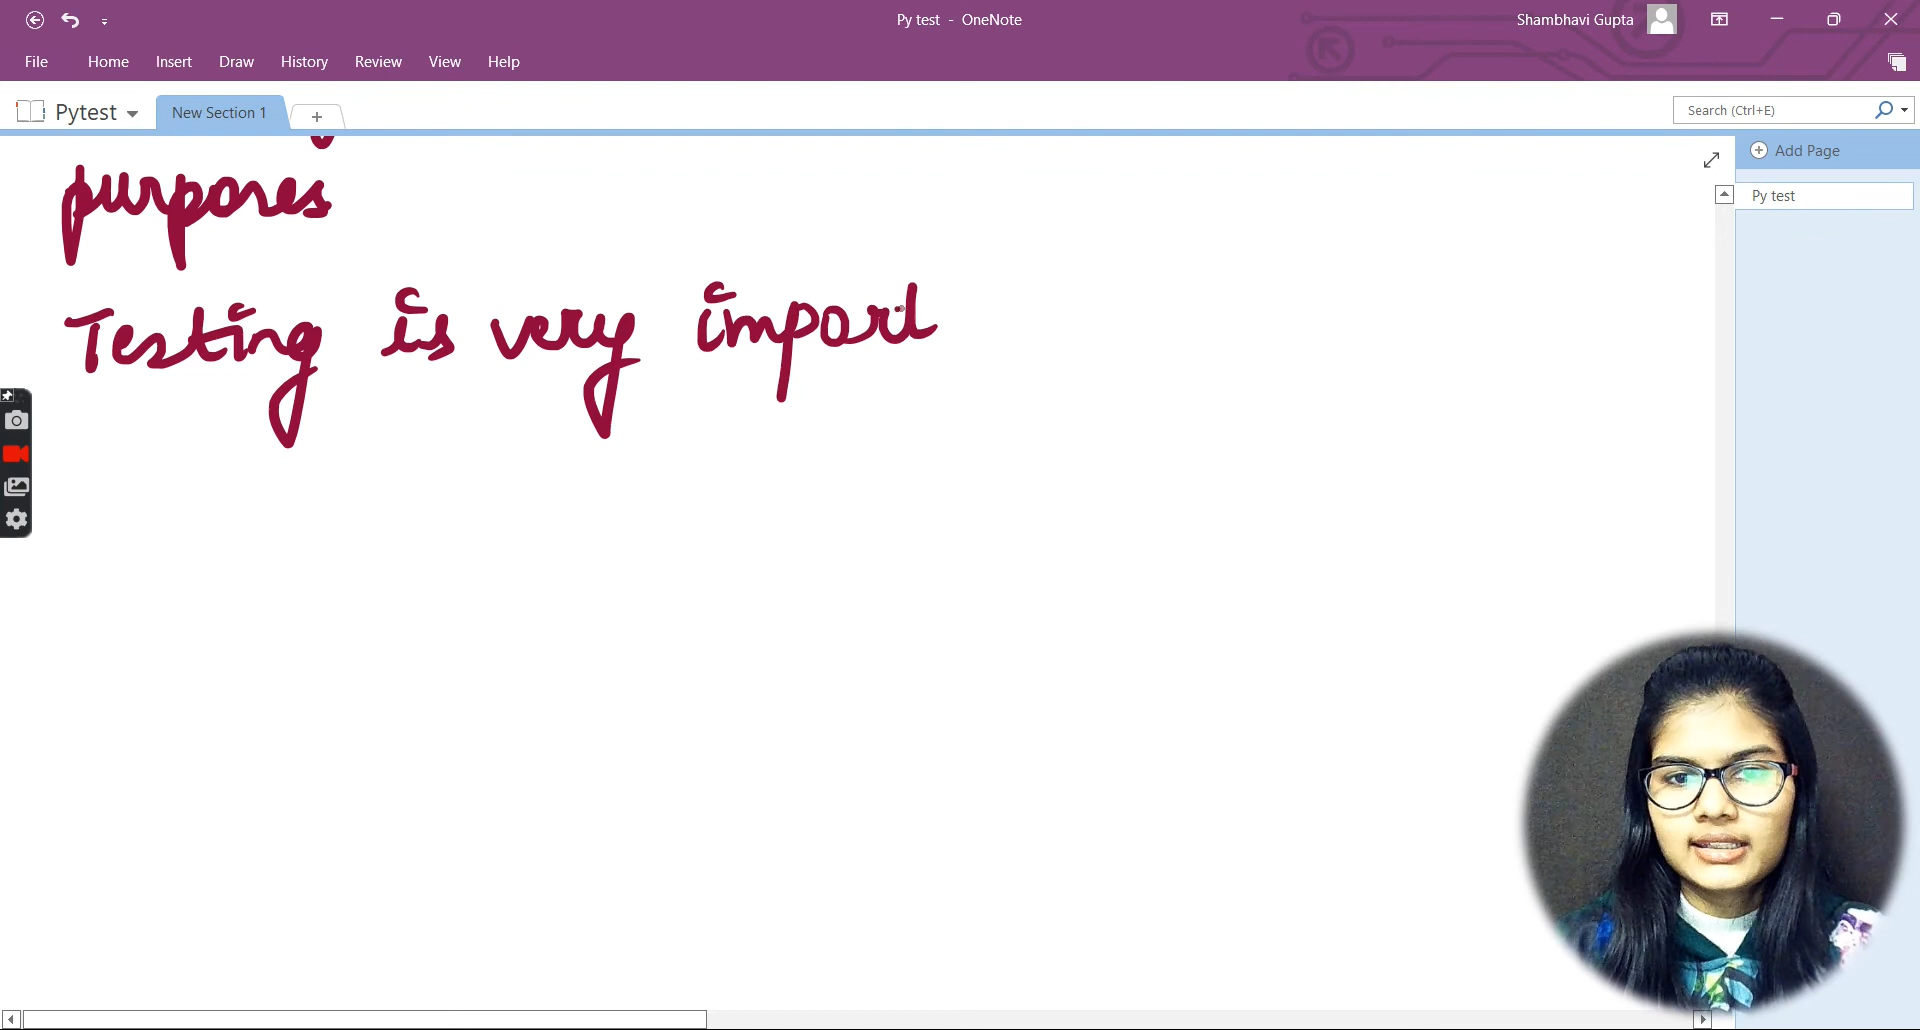 Py test - OneNote
Shambhavi Gupta
File Home Insert Draw History Review View Help
Pytest New Section 1 +
Search (Ctrl+E)
Add Page
Py test
purposes
Testing is very import